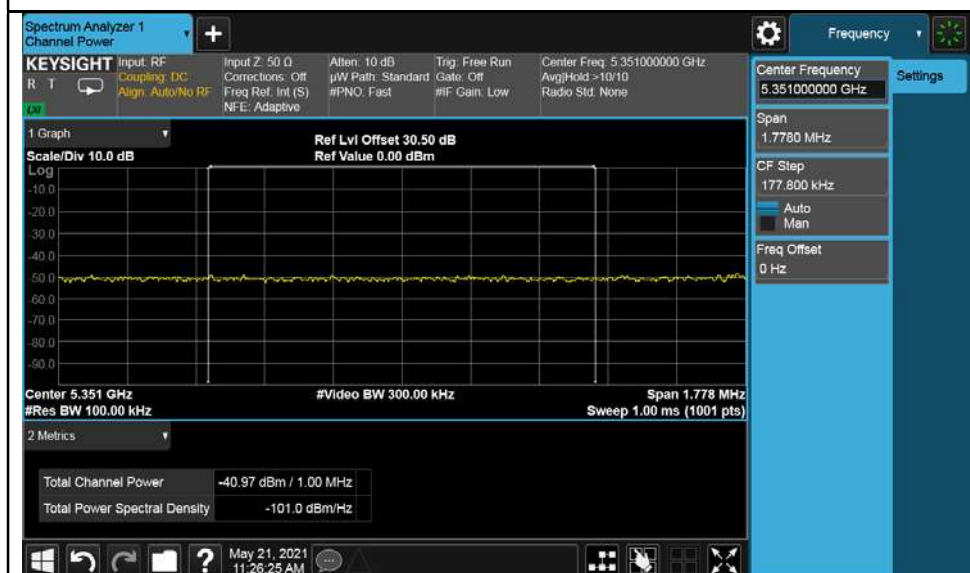 Spectrum Analyzer 1
Channel Power
+
Frequency
KEYSIGHT
R T
LXI
Input: RF
Coupling: DC
Align: Auto/No RF
Input Z: 50 Ω
Corrections: Off
Freq Ref: Int (S)
NFE: Adaptive
Atten: 10 dB
µW Path: Standard
#PNO: Fast
Trig: Free Run
Gate: Off
#IF Gain: Low
Center Freq: 5.351000000 GHz
Avg|Hold >10/10
Radio Std: None
Center Frequency
5.351000000 GHz
Settings
Span
1.7780 MHz
CF Step
177.800 kHz
Auto
Man
Freq Offset
0 Hz
1 Graph
Scale/Div 10.0 dB
Ref Lvl Offset 30.50 dB
Ref Value 0.00 dBm
Log
-10.0
-20.0
-30.0
-40.0
-50.0
-60.0
-70.0
-80.0
-90.0
Center 5.351 GHz
#Video BW 300.00 kHz
Span 1.778 MHz
#Res BW 100.00 kHz
Sweep 1.00 ms (1001 pts)
2 Metrics
Total Channel Power -40.97 dBm / 1.00 MHz
Total Power Spectral Density -101.0 dBm/Hz
?
May 21, 2021
11:26:25 AM